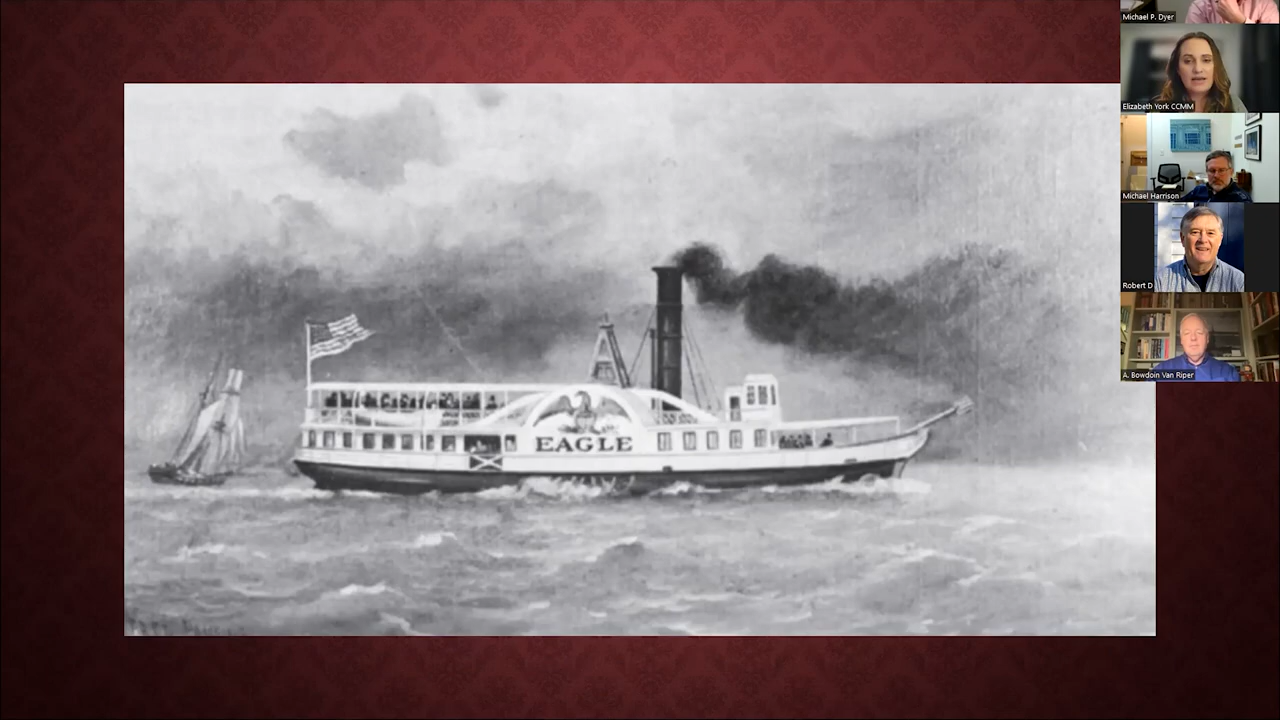 Michael P. Dyer
Elizabeth York CCMM
Michael Harrison
Robert D
A. Bowdoin Van Riper
EAGLE